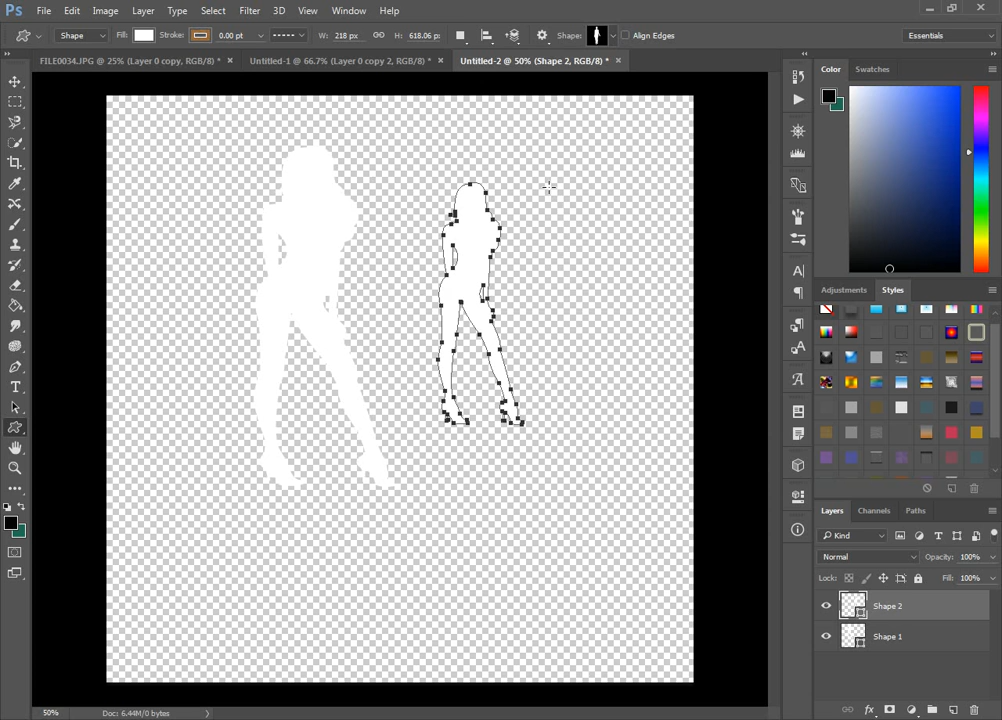 Ps File Edit Image Layer Type Select Filter 3D View Window Help
Shape Fill: Stroke: 0.00 pt W: 218 px H: 618.06 px Shape: Align Edges Essentials
FILE0034.JPG @ 25% (Layer 0 copy, RGB/8) * × Untitled-1 @ 66.7% (Layer 0 copy 2, RGB/8) * × Untitled-2 @ 50% (Shape 2, RGB/8) * ×
Color Swatches
Adjustments Styles
Layers Channels Paths
Kind
Normal Opacity: 100%
Lock: Fill: 100%
Shape 2
Shape 1
50% Doc: 6.44M/0 bytes